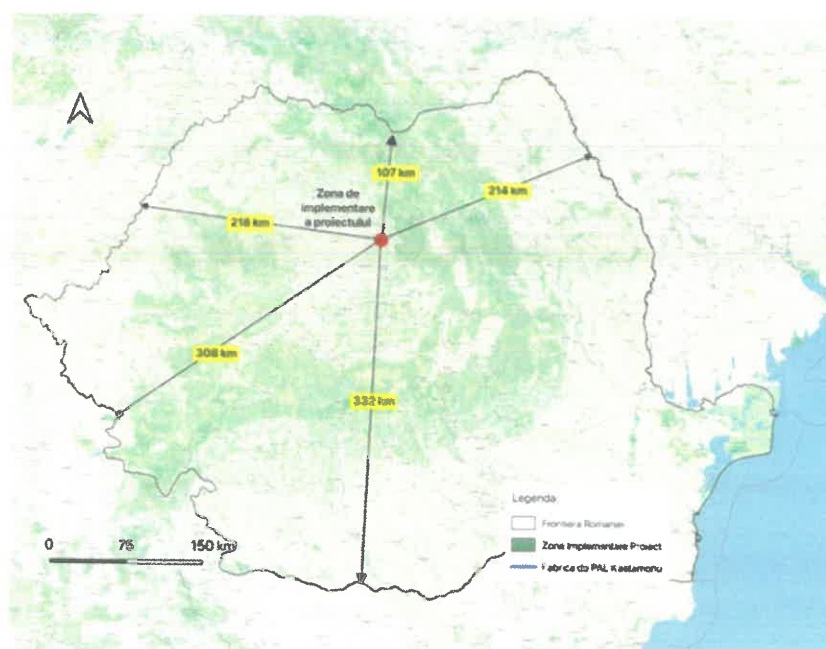 107 km
214 km
Zona de
implementare
a proiectului
218 km
308 km
332 km
Legenda
Frontiera Romaniei
Zona Implementare Proiect
Fabrica de PAL Kastamonu
0 75 150 km